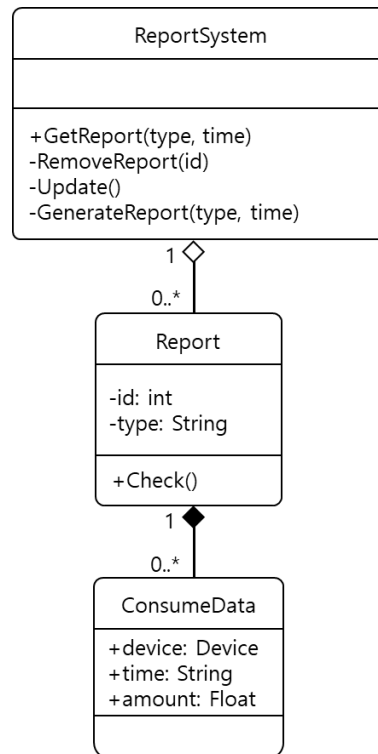 ReportSystem
+GetReport(type, time)
-RemoveReport(id)
-Update()
-GenerateReport(type, time)
1
0..*
Report
-id: int
-type: String
+Check()
1
0..*
ConsumeData
+device: Device
+time: String
+amount: Float